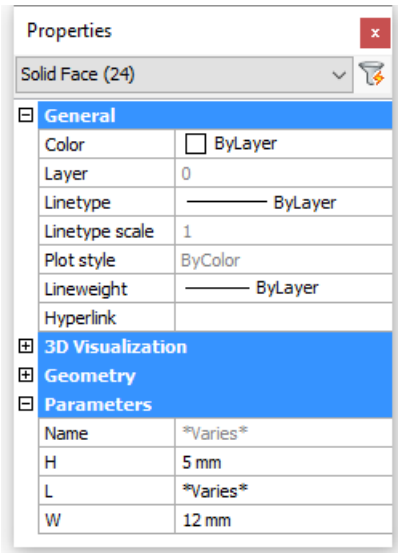 Properties x
Solid Face (24)
General
Color ByLayer
Layer 0
Linetype ByLayer
Linetype scale 1
Plot style ByColor
Lineweight ByLayer
Hyperlink
3D Visualization
Geometry
Parameters
Name *Varies*
H 5 mm
L *Varies*
W 12 mm